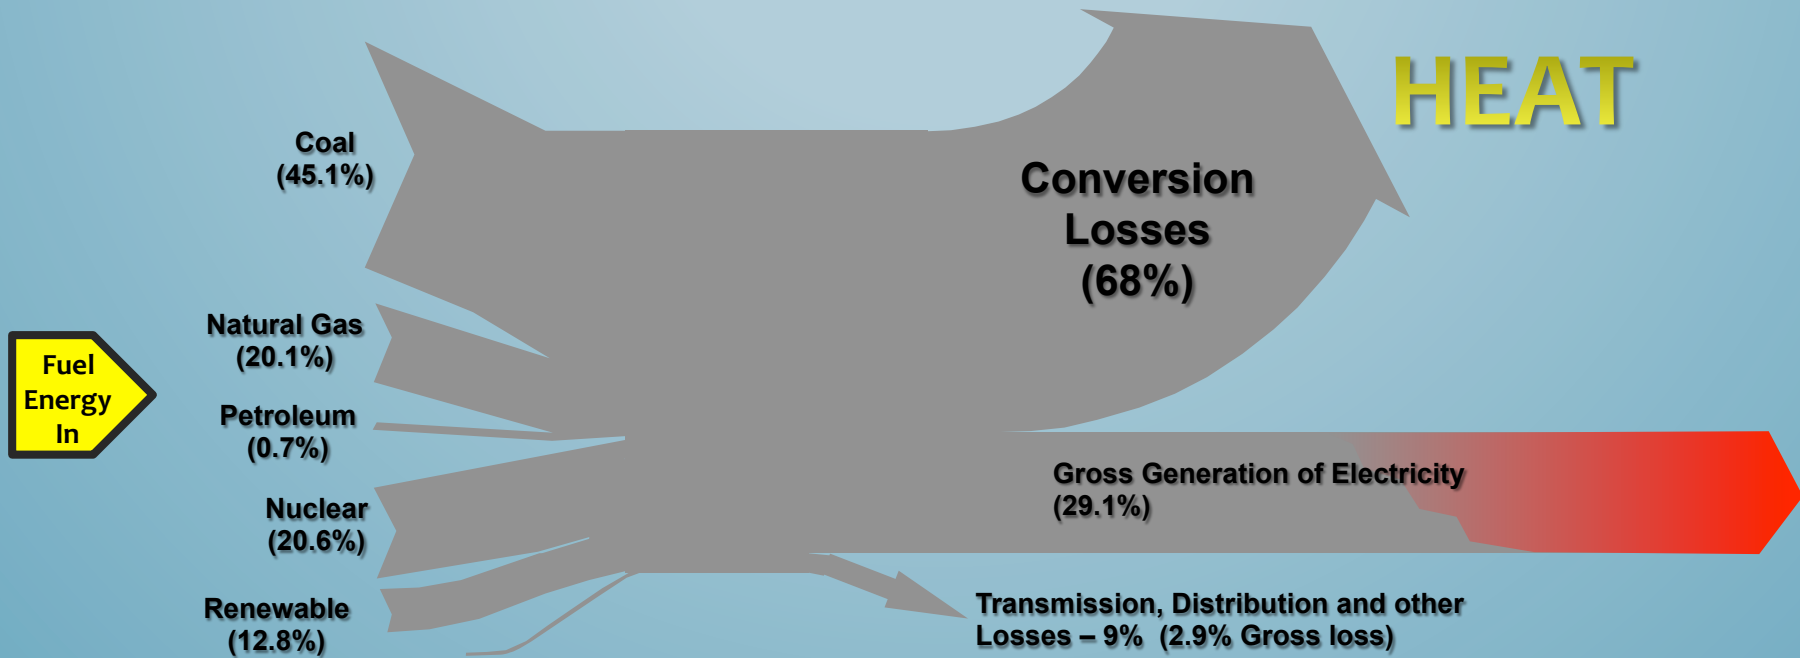 HEAT
Coal
(45.1%)
Conversion
Losses
(68%)
Natural Gas
(20.1%)
Fuel
Energy
In
Petroleum
(0.7%)
Gross Generation of Electricity
(29.1%)
Nuclear
(20.6%)
Renewable
(12.8%)
Transmission, Distribution and other
Losses – 9% (2.9% Gross loss)